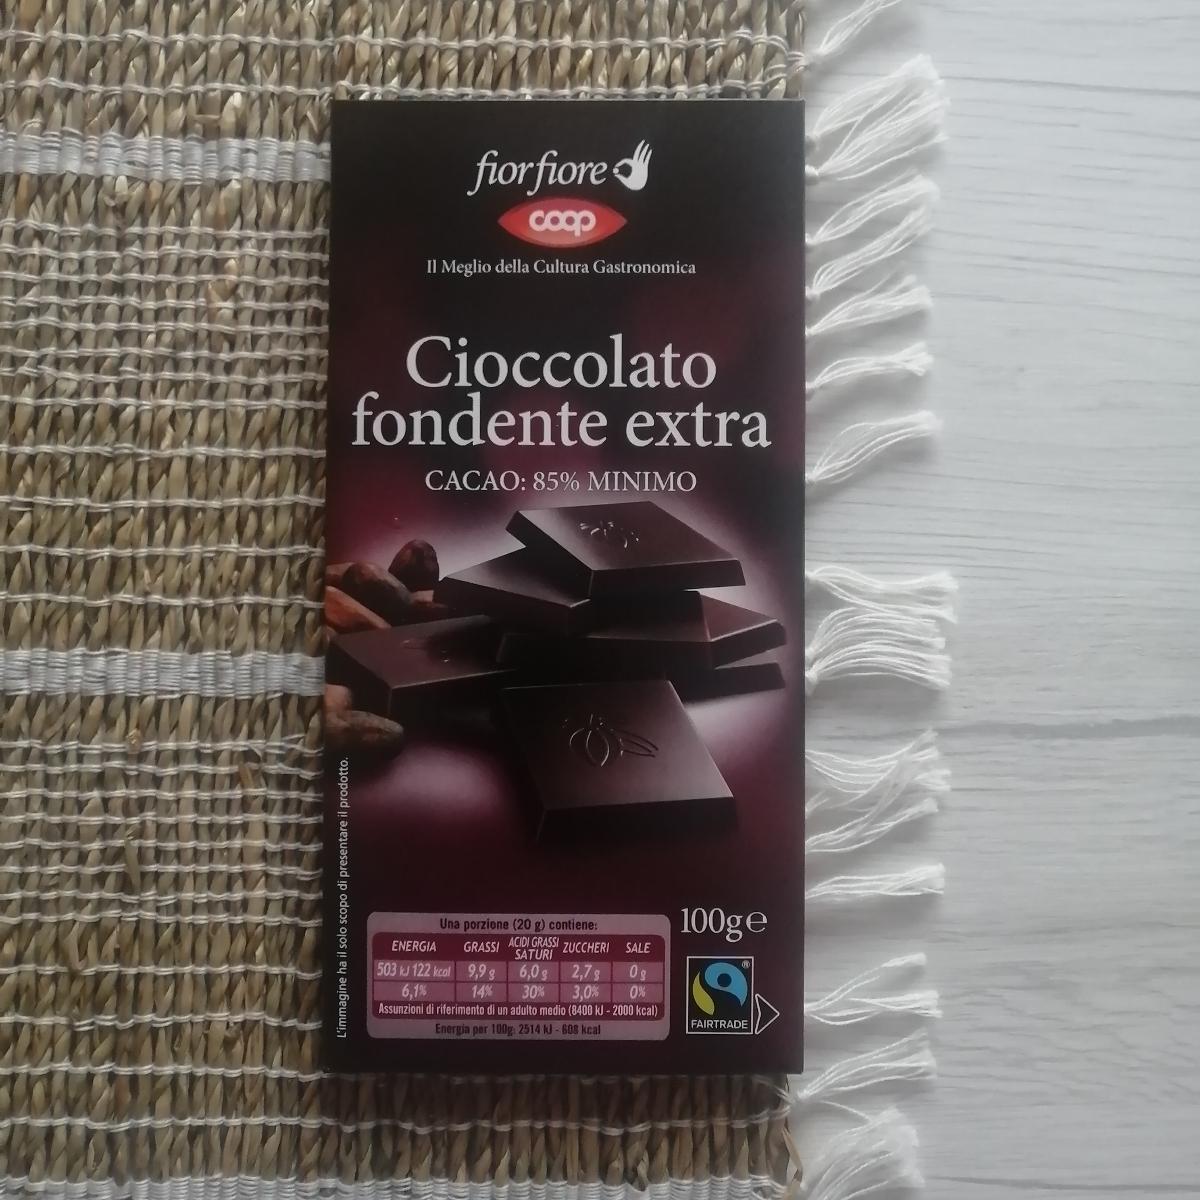 fiorfiore
coop
Il Meglio della Cultura Gastronomica
Cioccolato
fondente extra
CACAO: 85% MINIMO
L'immagine ha il solo scopo di presentare il prodotto.
100g e
Una porzione (20 g) contiene:
ENERGIA GRASSI ACIDI GRASSI SATURI ZUCCHERI SALE
503 kJ 122 kcal 9,9 g 6,0 g 2,7 g 0 g
6,1% 14% 30% 3,0% 0%
Assunzioni di riferimento di un adulto medio (8400 kJ - 2000 kcal)
Energia per 100g: 2514 kJ - 608 kcal
®
FAIRTRADE